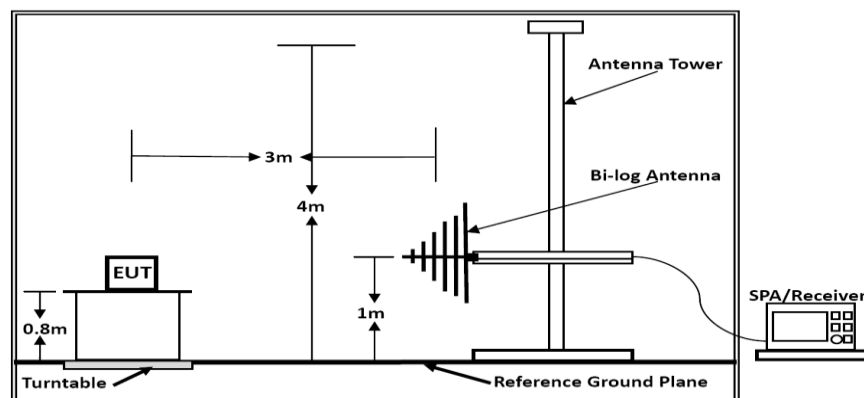 Antenna Tower
3m
Bi-log Antenna
4m
EUT
SPA/Receiver
0.8m
1m
Turntable
Reference Ground Plane